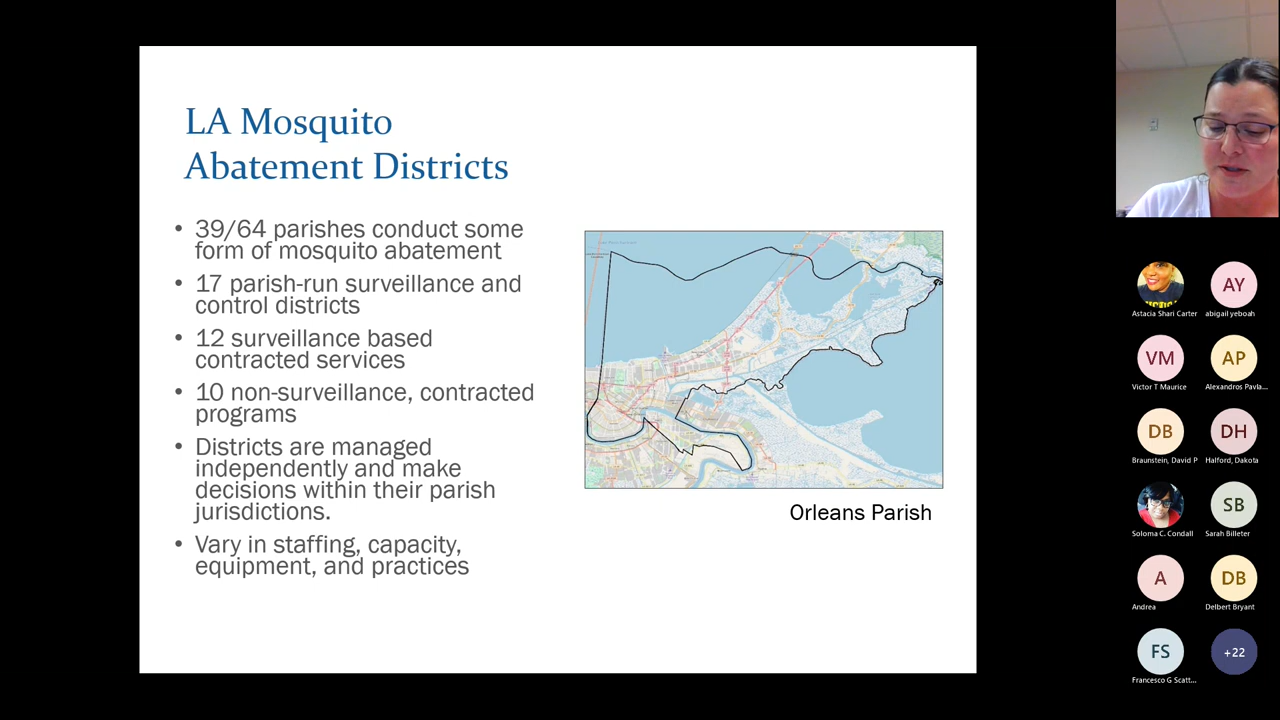 LA Mosquito
Abatement Districts
• 39/64 parishes conduct some
form of mosquito abatement
• 17 parish-run surveillance and
control districts
• 12 surveillance based
contracted services
• 10 non-surveillance, contracted
programs
• Districts are managed
independently and make
decisions within their parish
jurisdictions.
• Vary in staffing, capacity,
equipment, and practices
Orleans Parish
Astacia Shari Carter
AY
abigail yeboah
VM
Victor T Maurice
AP
Alexandros Pavla...
DB
Braunstein, David P
DH
Halford, Dakota
Soloma C. Condall
SB
Sarah Billeter
A
Andrea
DB
Delbert Bryant
FS
Francesco G Scatt...
+22